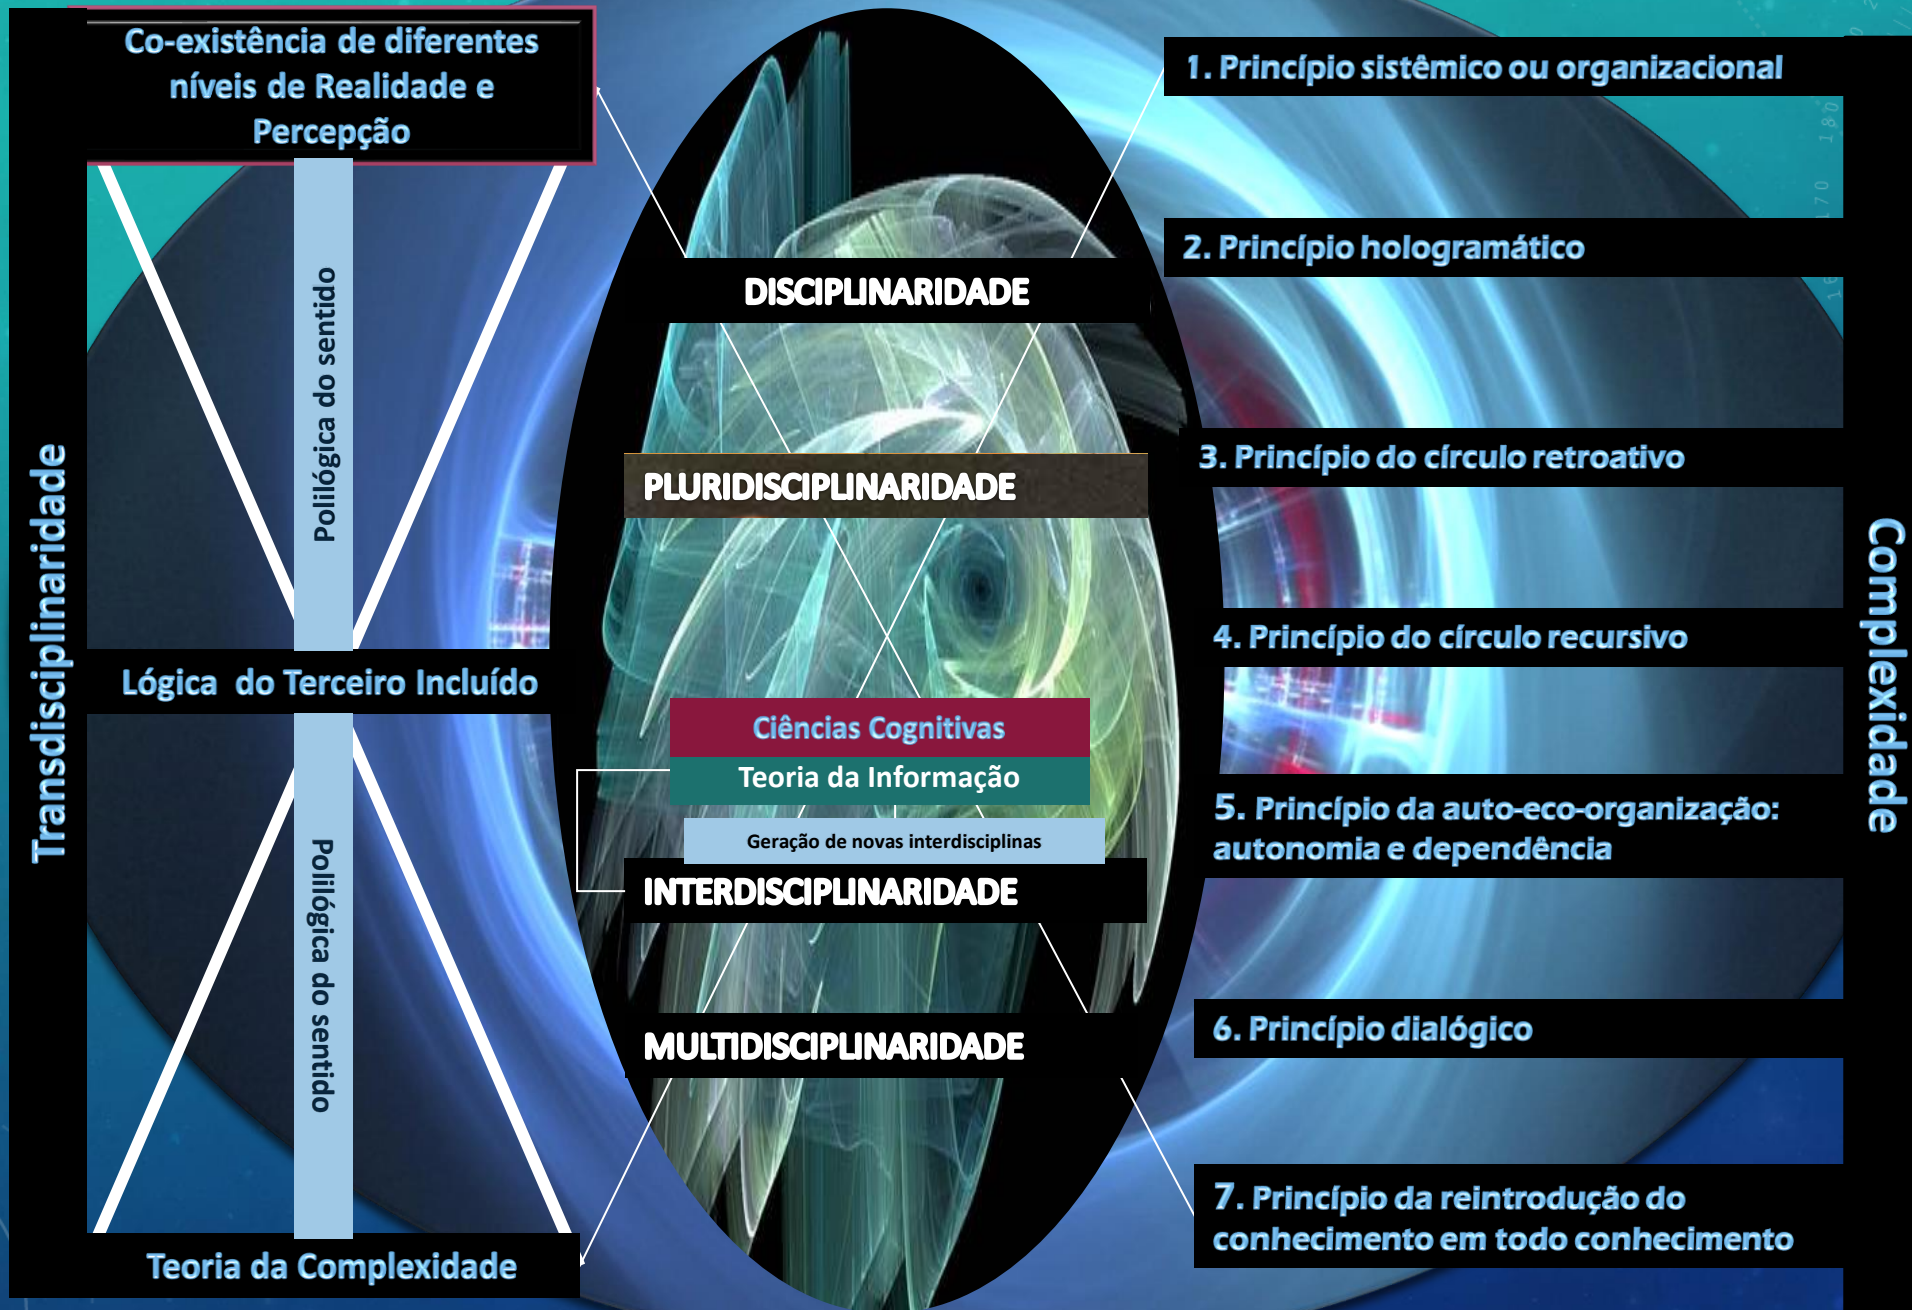 Transdisciplinaridade
Co-existência de diferentes
níveis de Realidade e
Percepção
Polilógica do sentido
Lógica do Terceiro Incluído
Polilógica do sentido
Teoria da Complexidade
DISCIPLINARIDADE
PLURIDISCIPLINARIDADE
Ciências Cognitivas
Teoria da Informação
Geração de novas interdisciplinas
INTERDISCIPLINARIDADE
MULTIDISCIPLINARIDADE
1. Princípio sistêmico ou organizacional
2. Princípio hologramático
3. Princípio do círculo retroativo
4. Princípio do círculo recursivo
5. Princípio da auto-eco-organização:
autonomia e dependência
6. Princípio dialógico
7. Princípio da reintrodução do
conhecimento em todo conhecimento
Complexidade
170
180